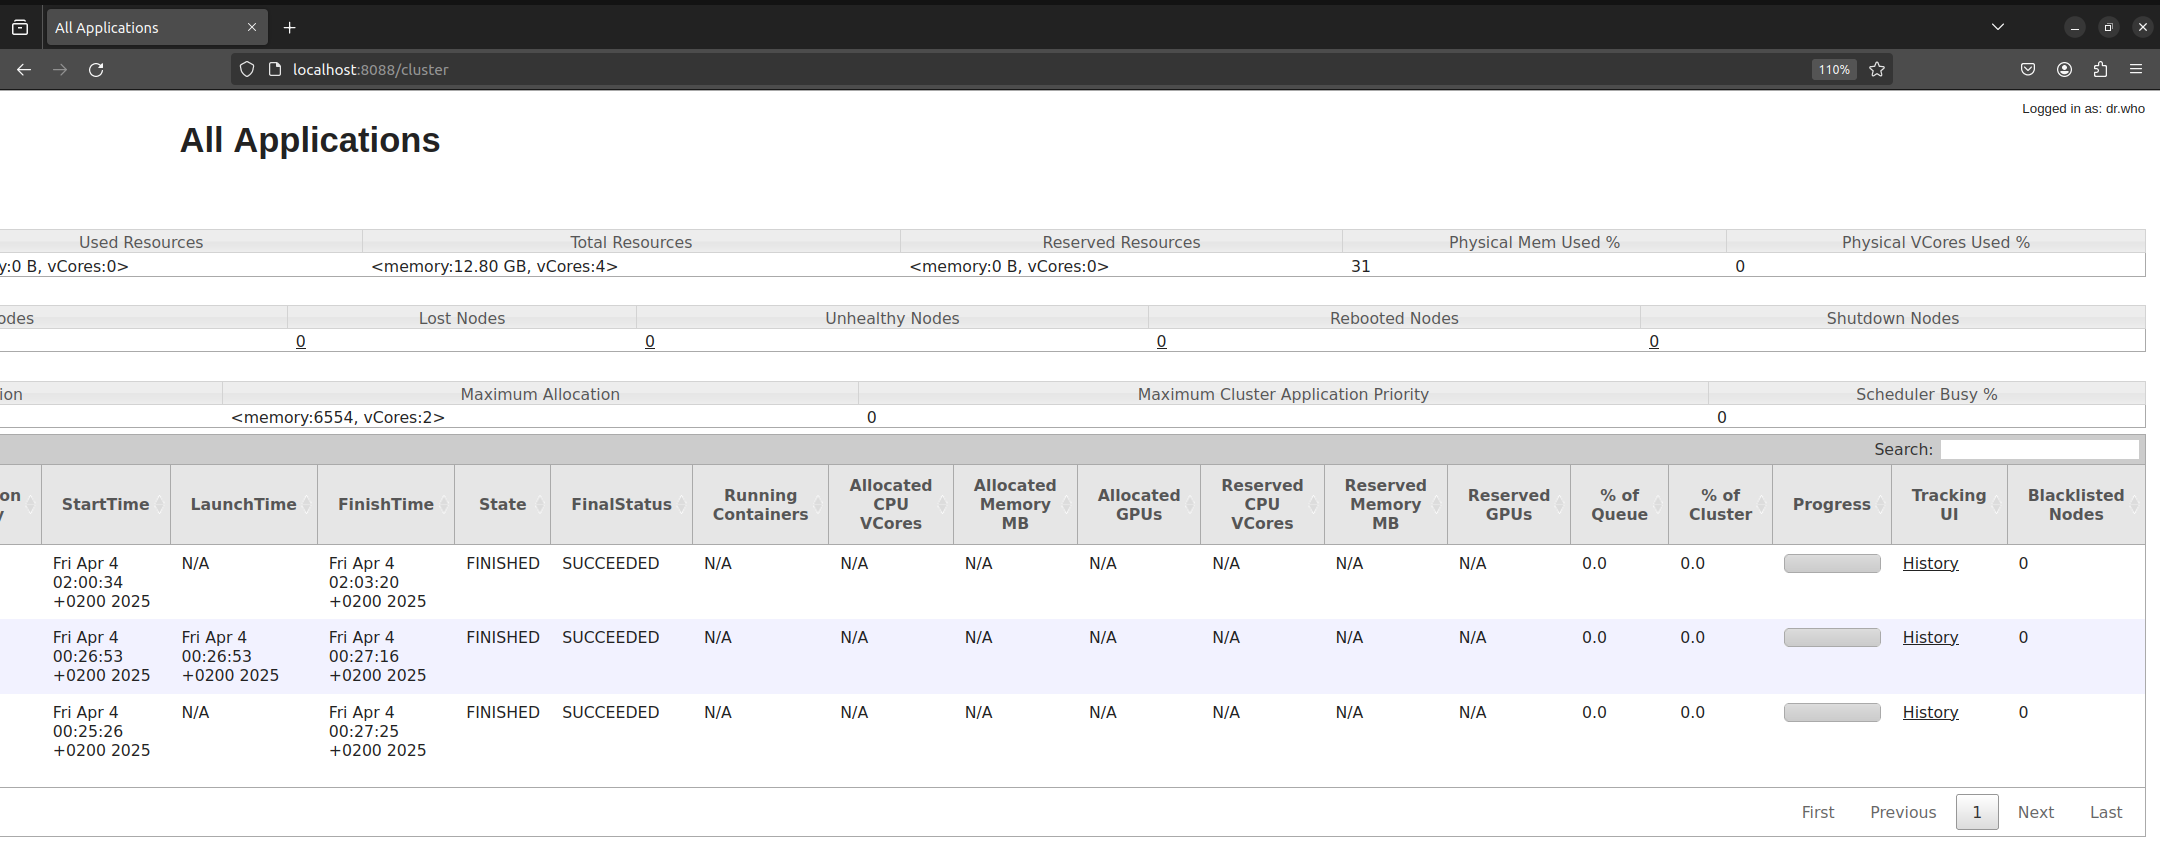 All Applications
localhost:8088/cluster
110%
Logged in as: dr.who
All Applications
Used Resources Total Resources Reserved Resources Physical Mem Used % Physical VCores Used %
y:0 B, vCores:0> <memory:12.80 GB, vCores:4> <memory:0 B, vCores:0> 31 0
odes Lost Nodes Unhealthy Nodes Rebooted Nodes Shutdown Nodes
0 0 0 0
ion Maximum Allocation Maximum Cluster Application Priority Scheduler Busy %
<memory:6554, vCores:2> 0 0
Search:
on Running Allocated Allocated Allocated Reserved Reserved Reserved % of % of Tracking Blacklisted
y StartTime LaunchTime FinishTime State FinalStatus Containers CPU Memory GPUs CPU Memory GPUs Queue Cluster Progress UI Nodes
VCores MB VCores MB
Fri Apr 4 N/A Fri Apr 4 FINISHED SUCCEEDED N/A N/A N/A N/A N/A N/A N/A 0.0 0.0 History 0
02:00:34 02:03:20
+0200 2025 +0200 2025
Fri Apr 4 Fri Apr 4 Fri Apr 4 FINISHED SUCCEEDED N/A N/A N/A N/A N/A N/A N/A 0.0 0.0 History 0
00:26:53 00:26:53 00:27:16
+0200 2025 +0200 2025 +0200 2025
Fri Apr 4 N/A Fri Apr 4 FINISHED SUCCEEDED N/A N/A N/A N/A N/A N/A N/A 0.0 0.0 History 0
00:25:26 00:27:25
+0200 2025 +0200 2025
First Previous 1 Next Last